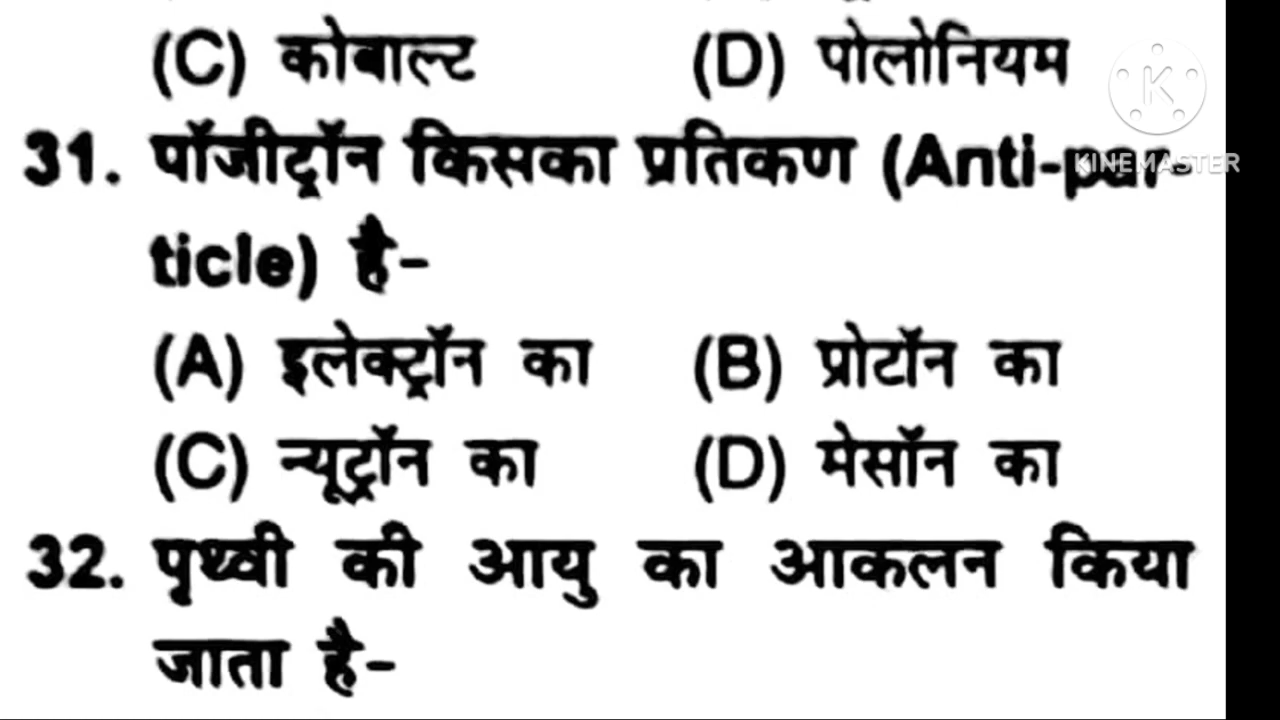 (C) कोबाल्ट (D) पोलोनियम
31. पॉजीट्रॉन किसका प्रतिकण (Anti-par-
KINEMASTER
ticle) है-
(A) इलेक्ट्रॉन का (B) प्रोटॉन का
(C) न्यूट्रॉन का (D) मेसॉन का
32. पृथ्वी की आयु का आकलन किया
जाता है-